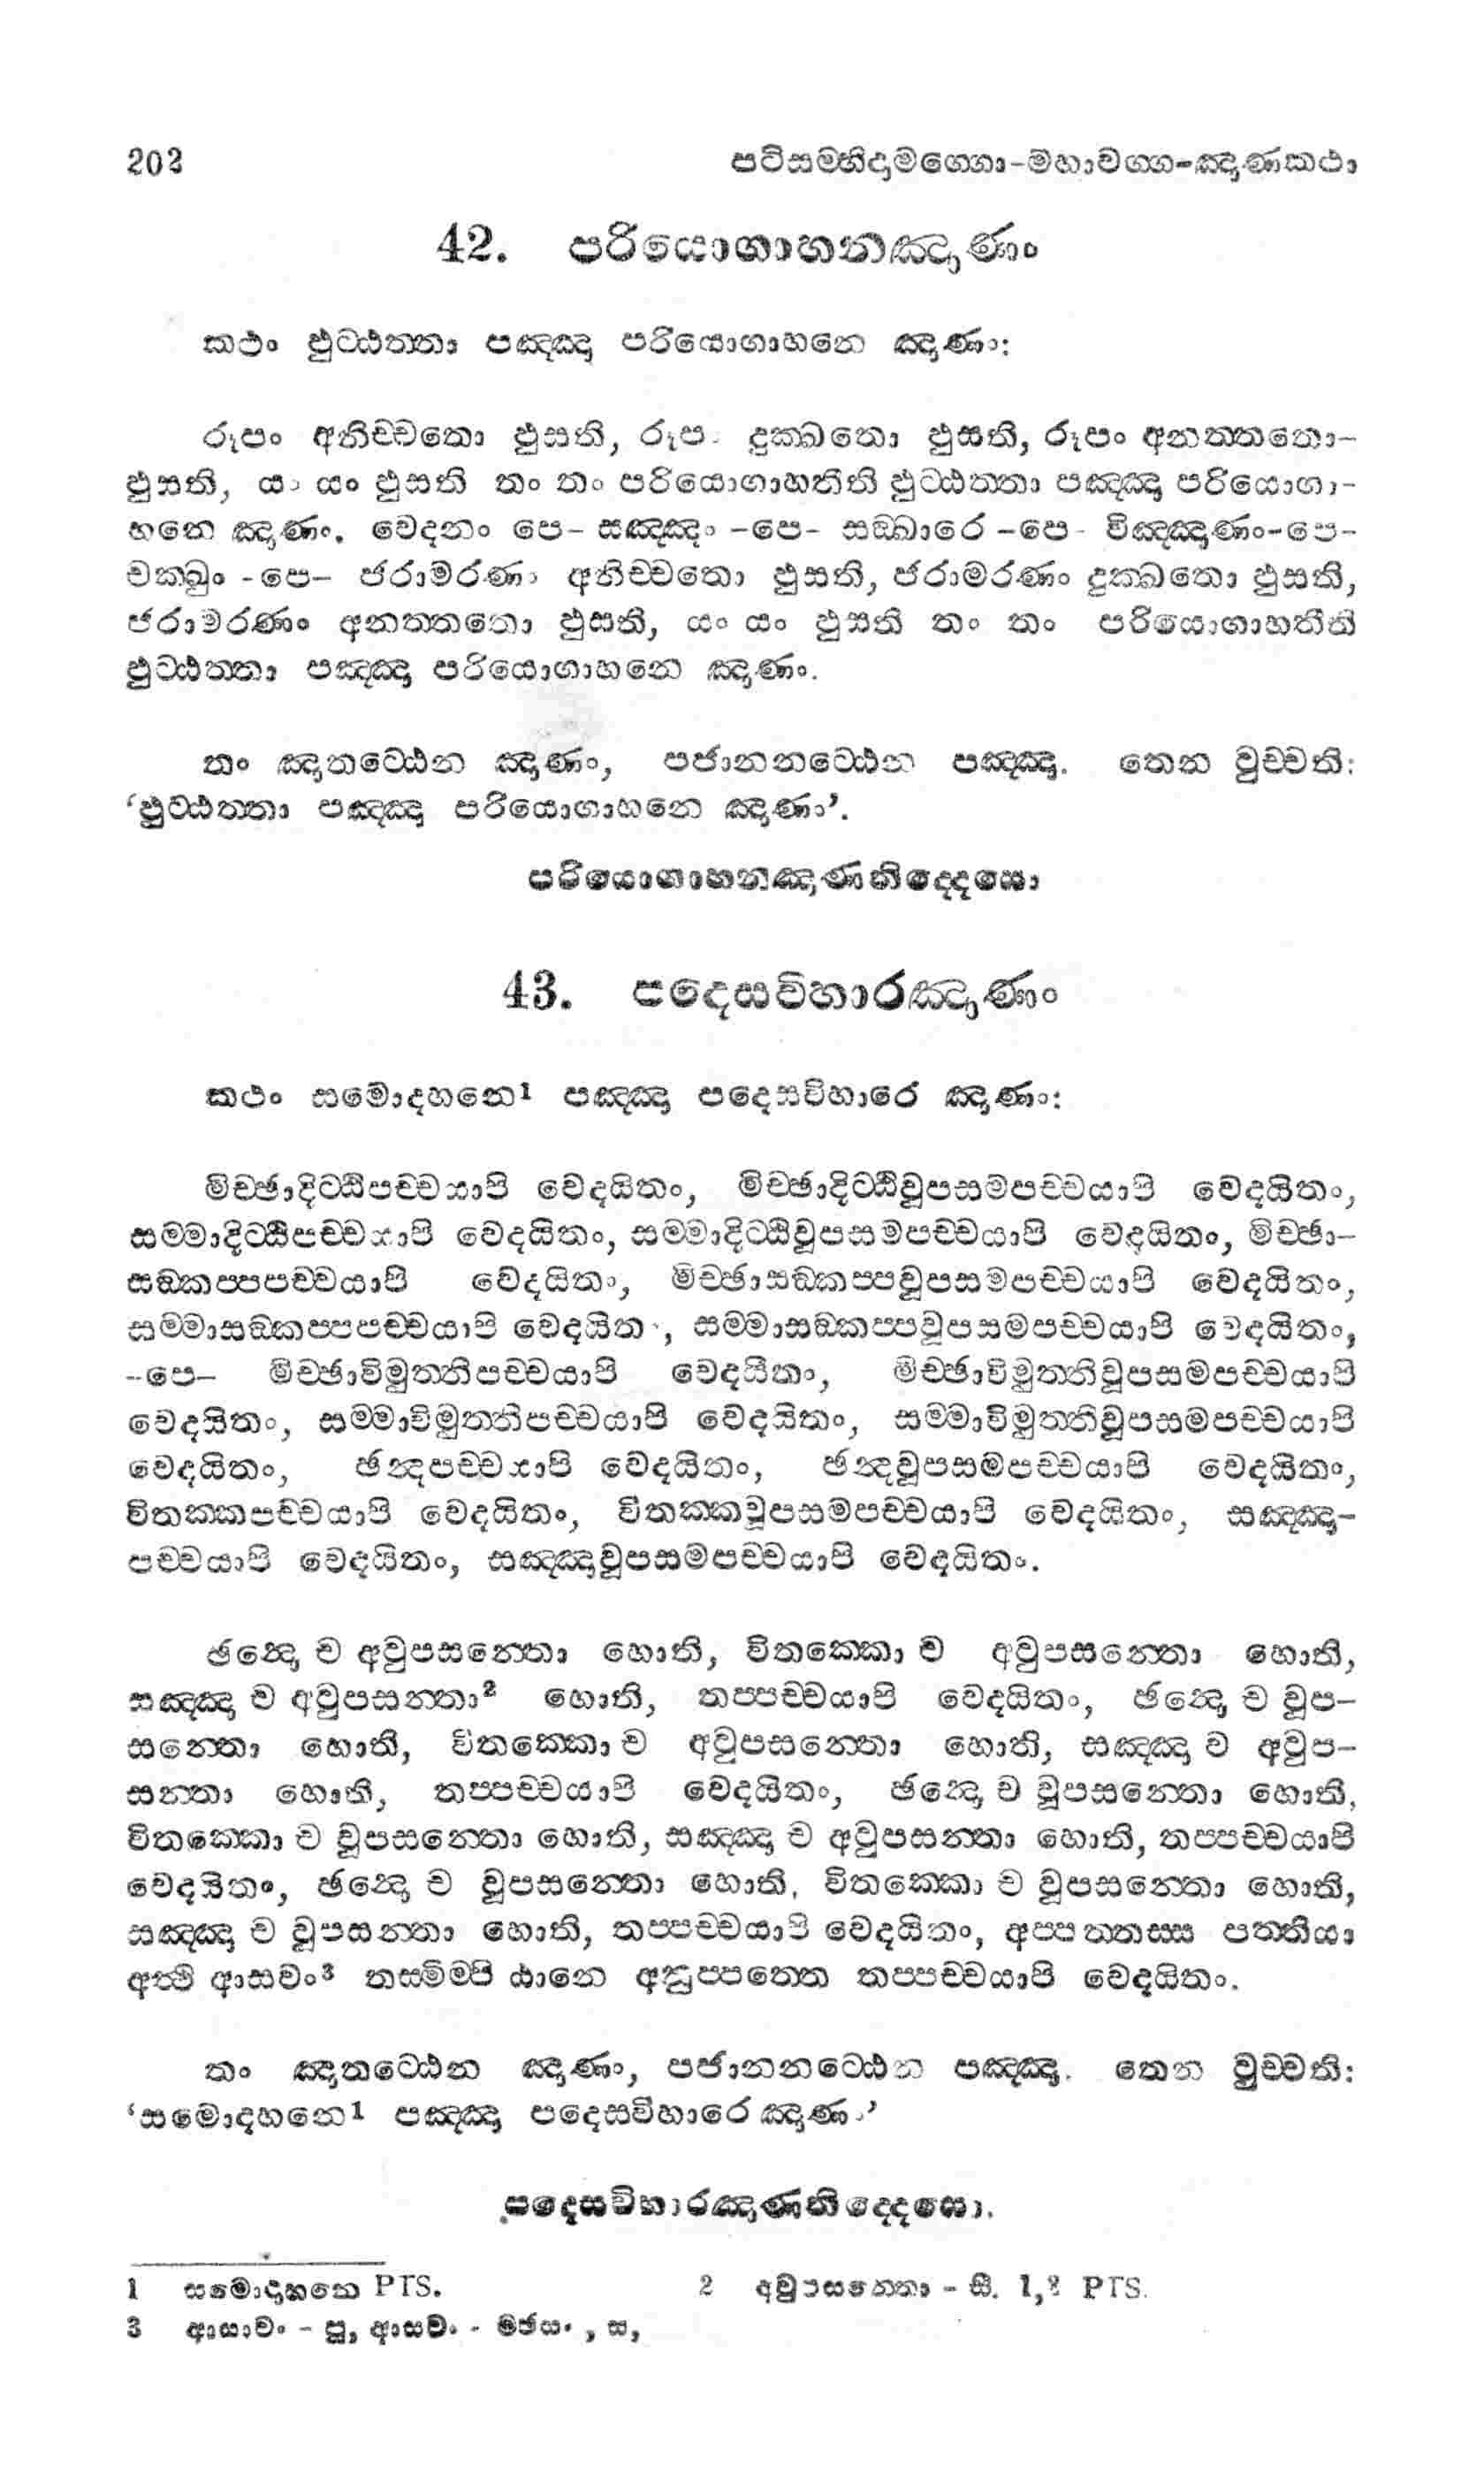 202 පටිසම්භිදාමග්ගො-මහාවග්ග-ඤාණකථා
42. පරියොගාහනඤාණං
කථං ඵුට්ඨත්තා පඤ්ඤා පරියොගාහනෙ ඤාණං:
රූපං අනිච්චතො ඵුසති, රූපං දුක්ඛතො ඵුසති, රූපං අනත්තතො-
ඵුසති, යං යං ඵුසති තං තං පරියොගාහතීති ඵුට්ඨත්තා පඤ්ඤා පරියොගා-
හනෙ ඤාණං. වේදනං පෙ- සඤ්ඤං -පෙ- සඞ්ඛාරෙ -පෙ- විඤ්ඤාණං-පෙ-
චක්ඛුං -පෙ- ජරාමරණං අනිච්චතො ඵුසති, ජරාමරණං දුක්ඛතො ඵුසති,
ජරාමරණං අනත්තතො ඵුසති, යං යං ඵුසති තං තං පරියොගාහතීති
ඵුට්ඨත්තා පඤ්ඤා පරියොගාහනෙ ඤාණං.
තං ඤාතට්ඨෙන ඤාණං, පජානනට්ඨෙන පඤ්ඤා. තෙන වුච්චති:
‘ඵුට්ඨත්තා පඤ්ඤා පරියොගාහනෙ ඤාණං’.
පරියොගාහනඤාණනිද්දෙසො
43. පදෙසවිහාරඤාණං
කථං සමොදහනෙ1 පඤ්ඤා පදෙසවිහාරෙ ඤාණං:
මිච්ඡාදිට්ඨිපච්චයාපි වෙදයිතං, මිච්ඡාදිට්ඨිවූපසමපච්චයාපි වෙදයිතං,
සම්මාදිට්ඨිපච්චයාපි වෙදයිතං, සම්මාදිට්ඨිවූපසමපච්චයාපි වෙදයිතං, මිච්ඡා-
සඞ්කප්පපච්චයාපි වෙදයිතං, මිච්ඡාසඞ්කප්පවූපසමපච්චයාපි වෙදයිතං,
සම්මාසඞ්කප්පපච්චයාපි වෙදයිතං, සම්මාසඞ්කප්පවූපසමපච්චයාපි වෙදයිතං,
-පෙ- මිච්ඡාවිමුත්තිපච්චයාපි වෙදයිතං, මිච්ඡාවිමුත්තිවූපසමපච්චයාපි
වෙදයිතං, සම්මාවිමුත්තිපච්චයාපි වෙදයිතං, සම්මාවිමුත්තිවූපසමපච්චයාපි
වෙදයිතං, ඡන්දපච්චයාපි වෙදයිතං, ඡන්දවූපසමපච්චයාපි වෙදයිතං,
විතක්කපච්චයාපි වෙදයිතං, විතක්කවූපසමපච්චයාපි වෙදයිතං, සඤ්ඤා-
පච්චයාපි වෙදයිතං, සඤ්ඤාවූපසමපච්චයාපි වෙදයිතං.
ඡන්දො ච අවුපසන්තො හොති, විතක්කො ච අවුපසන්තො හොති,
සඤ්ඤා ච අවුපසන්තා2 හොති, තප්පච්චයාපි වෙදයිතං, ඡන්දො ච වූප-
සන්තො හොති, විතක්කො ච අවුපසන්තො හොති, සඤ්ඤා ච අවුප-
සන්තා හොති, තප්පච්චයාපි වෙදයිතං, ඡන්දො ච වූපසන්තො හොති,
විතක්කො ච වූපසන්තො හොති, සඤ්ඤා ච අවුපසන්තා හොති, තප්පච්චයාපි
වෙදයිතං, ඡන්දො ච වූපසන්තො හොති, විතක්කො ච වූපසන්තො හොති,
සඤ්ඤා ච වූපසන්තා හොති, තප්පච්චයාපි වෙදයිතං, අප්පත්තස්ස පත්තියා
අත්ථි ආසවං3 තස්මිම්පි ඨානෙ අනුප්පත්තෙ තප්පච්චයාපි වෙදයිතං.
තං ඤාතට්ඨෙන ඤාණං, පජානනට්ඨෙන පඤ්ඤා. තෙන වුච්චති:
‘සමොදහනෙ1 පඤ්ඤා පදෙසවිහාරෙ ඤාණං’
පදෙසවිහාරඤාණනිද්දෙසො.
1 PTS. 2 අවූපසන්තො - සී. 1,2 PTS.
3 ආසාවං - පු, ආසවං - මඡසං, ස,